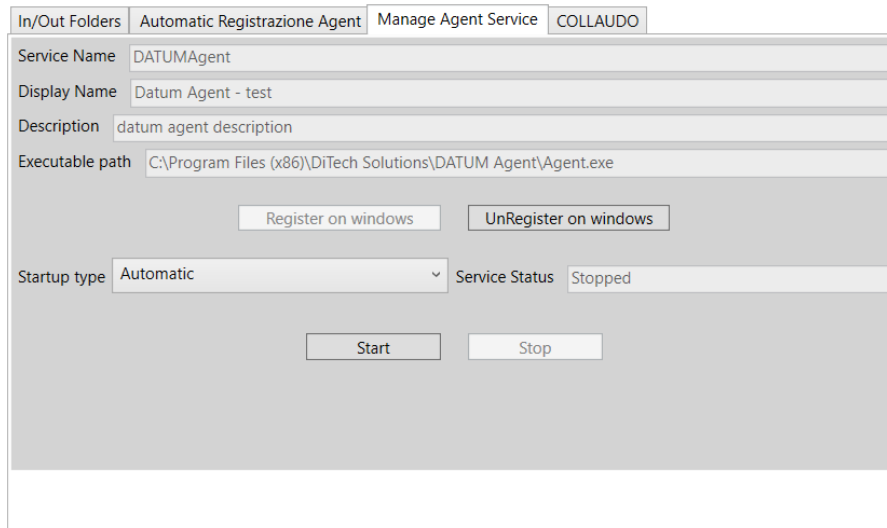 In/Out Folders Automatic Registrazione Agent Manage Agent Service COLLAUDO
Service Name DATUMAgent
Display Name Datum Agent - test
Description datum agent description
Executable path C:\Program Files (x86)\DiTech Solutions\DATUM Agent\Agent.exe
Register on windows UnRegister on windows
Startup type Automatic Service Status Stopped
Start Stop